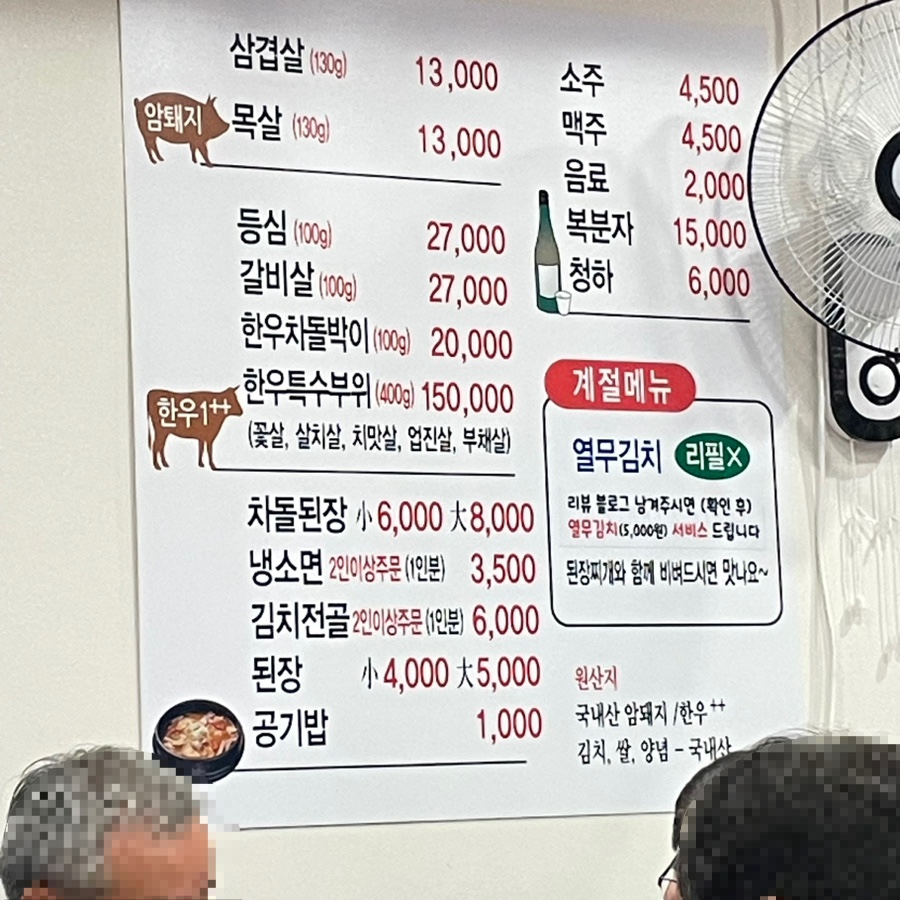 삼겹살 (130g) 13,000
암퇘지
목살 (130g) 13,000
등심 (100g) 27,000
갈비살 (100g) 27,000
한우차돌박이 (100g) 20,000
한우1++
한우특수부위 (400g) 150,000
(꽃살, 살치살, 치맛살, 업진살, 부채살)
차돌된장 小 6,000 大 8,000
냉소면 2인이상주문 (1인분) 3,500
김치전골 2인이상주문 (1인분) 6,000
된장 小 4,000 大 5,000
공기밥 1,000
소주 4,500
맥주 4,500
음료 2,000
복분자 15,000
청하 6,000
계절메뉴
열무김치 리필X
리뷰 블로그 남겨주시면 (확인 후)
열무김치(5,000원) 서비스 드립니다
된장찌개와 함께 비벼드시면 맛나요~
원산지
국내산 암퇘지 /한우++
김치, 쌀, 양념 - 국내산